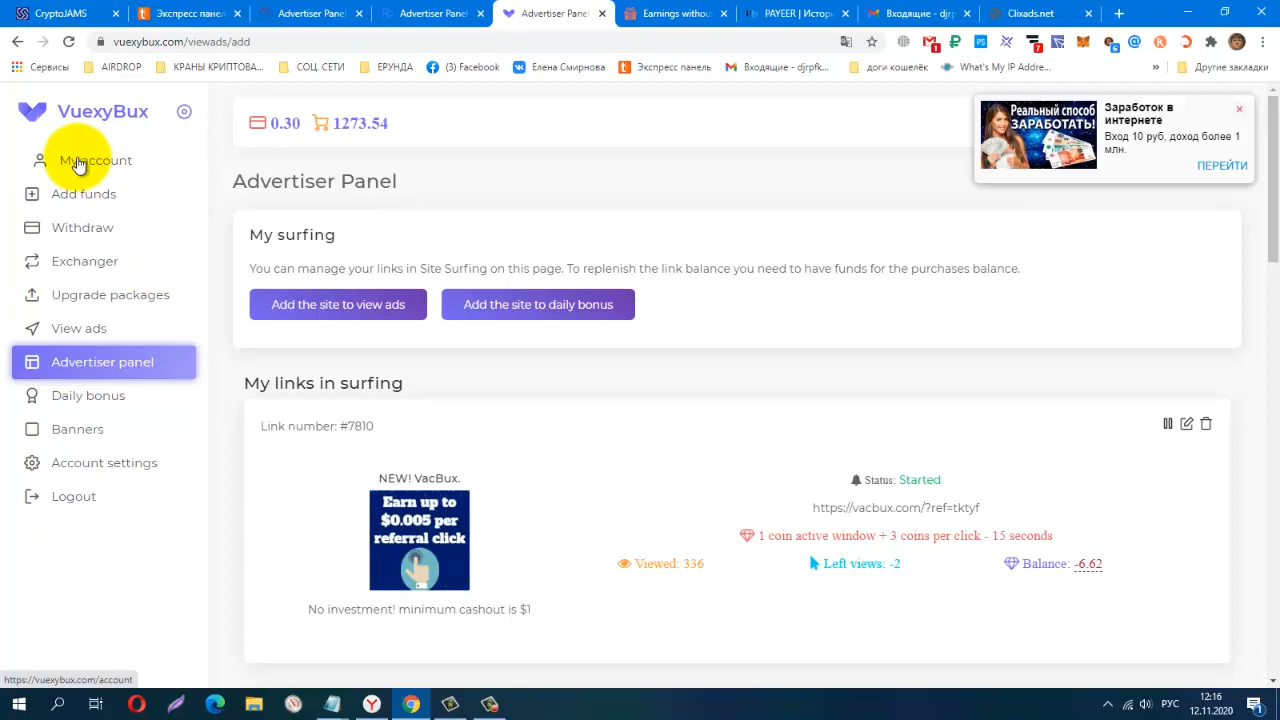 CryptoJAMS
Экспресс панел
Advertiser Panel
Advertiser Panel
Advertiser Panel
Earnings withou
PAYEER | Истори
Входящие - djrp
Clixads.net
vuexybux.com/viewads/add
Сервисы
AIRDROP
КРАНЫ КРИПТОВА...
СОЦ. СЕТИ
ЕРУНДА
(3) Facebook
Елена Смирнова
Экспресс панель
Входящие - djrpfk...
доги кошелёк
What's My IP Addre...
Другие закладки
VuexyBux
My account
Add funds
Withdraw
Exchanger
Upgrade packages
View ads
Advertiser panel
Daily bonus
Banners
Account settings
Logout
0.30
1273.54
Реальный способ
ЗАРАБОТАТЬ!
Заработок в
интернете
Вход 10 руб, доход более 1
млн.
ПЕРЕЙТИ
Advertiser Panel
My surfing
You can manage your links in Site Surfing on this page. To replenish the link balance you need to have funds for the purchases balance.
Add the site to view ads
Add the site to daily bonus
My links in surfing
Link number: #7810
NEW! VacBux.
Earn up to
$0.005 per
referral click
No investment! minimum cashout is $1
Status: Started
https://vacbux.com/?ref=tktyf
1 coin active window + 3 coins per click - 15 seconds
Viewed: 336
Left views: -2
Balance: -6.62
https://vuexybux.com/account
РУС
12:16
12.11.2020